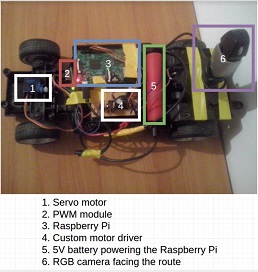 1
2
3
4
5
6
1. Servo motor
2. PWM module
3. Raspberry Pi
4. Custom motor driver
5. 5V battery powering the Raspberry Pi
6. RGB camera facing the route